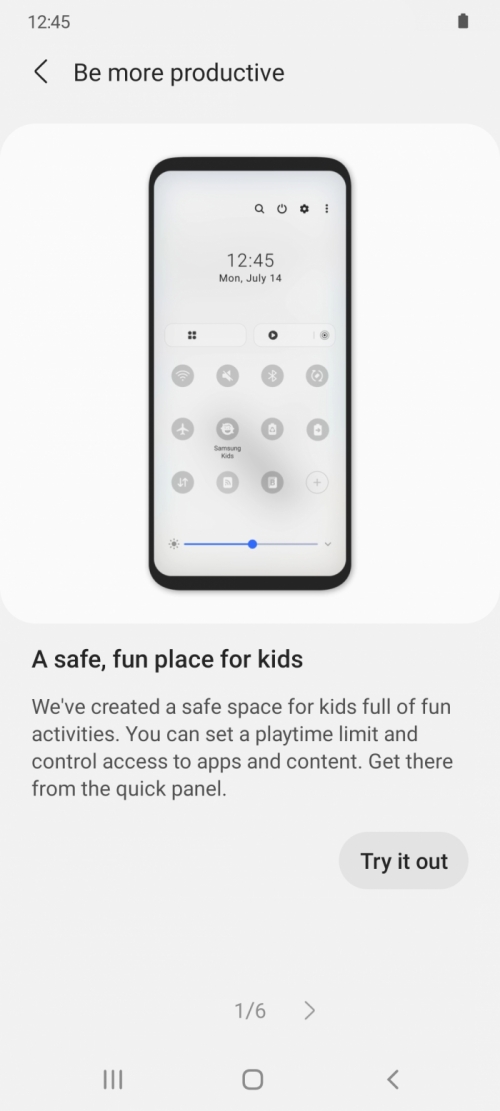 12:45
Be more productive
12:45
Mon, July 14
Samsung
Kids
A safe, fun place for kids
We've created a safe space for kids full of fun
activities. You can set a playtime limit and
control access to apps and content. Get there
from the quick panel.
Try it out
1/6